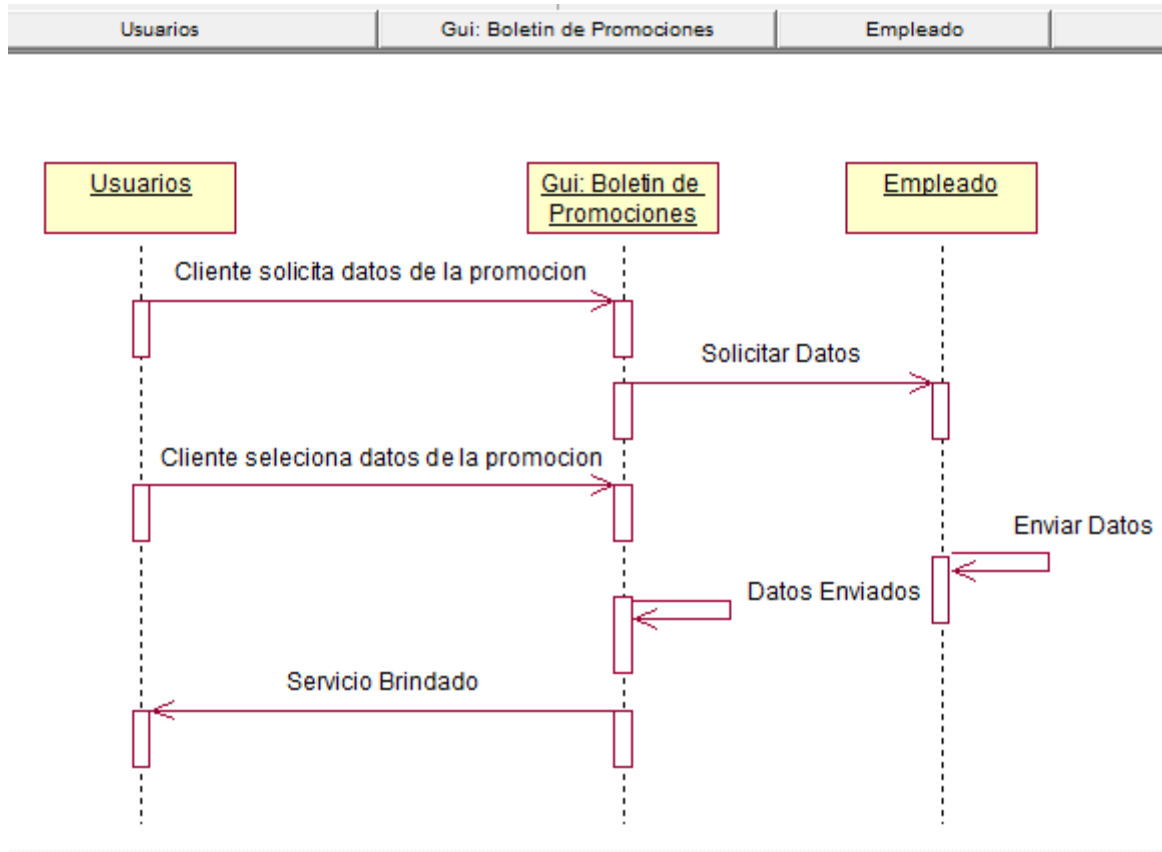 Usuarios
Gui: Boletin de Promociones
Empleado
Usuarios
Gui: Boletin de
Promociones
Empleado
Cliente solicita datos de la promocion
Solicitar Datos
Cliente seleciona datos de la promocion
Enviar Datos
Datos Enviados
Servicio Brindado